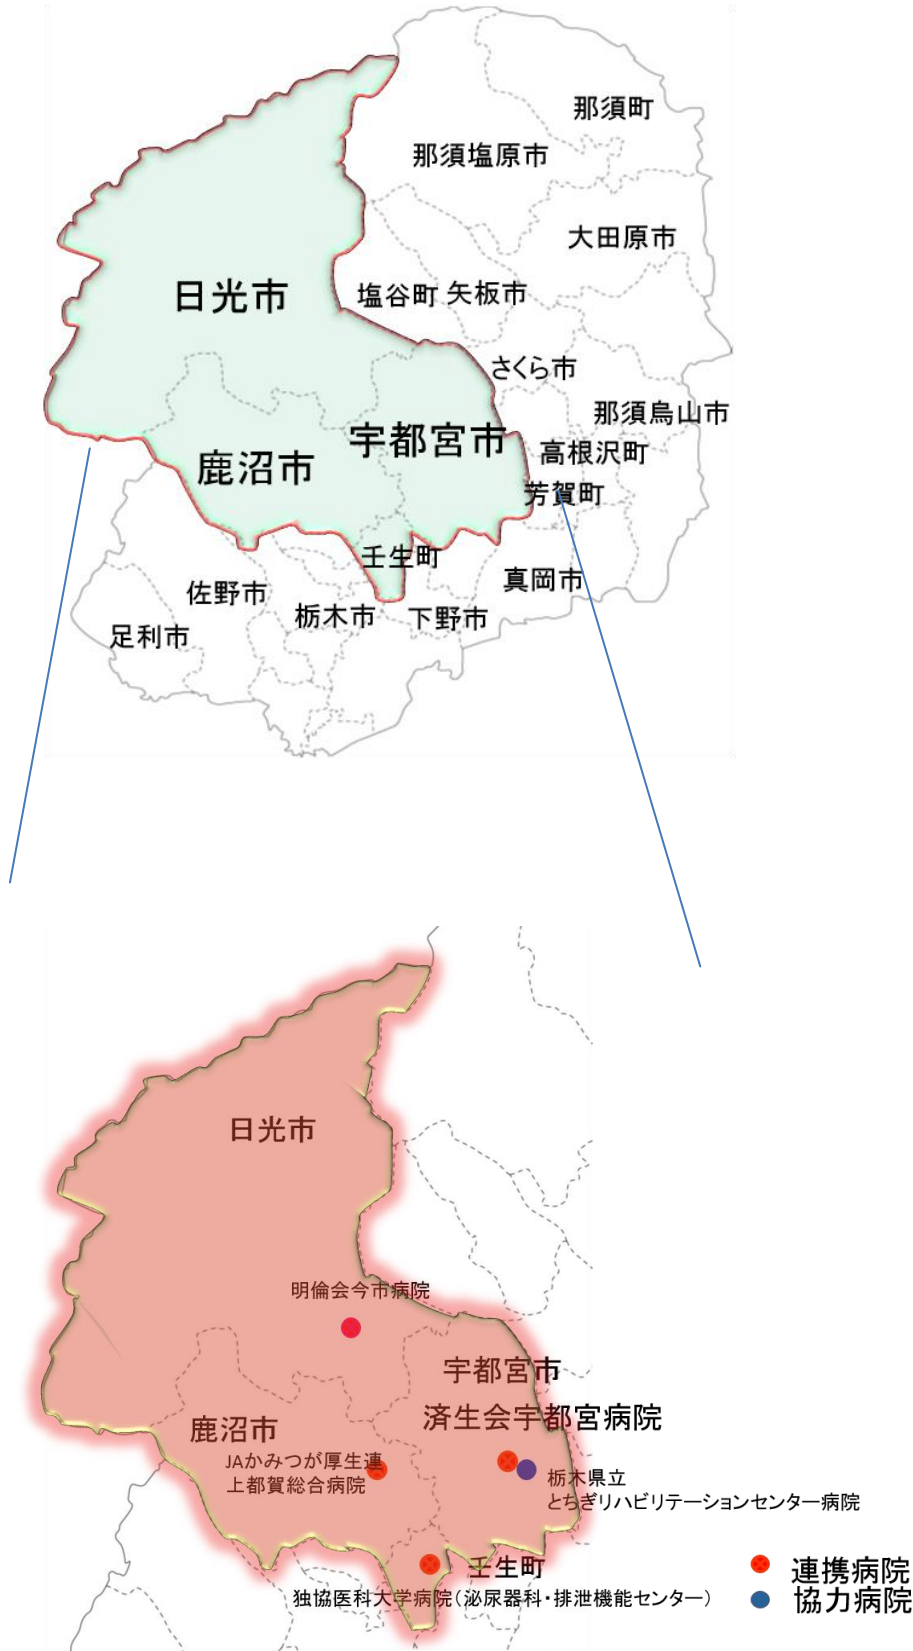 那須町
那須塩原市
大田原市
日光市
塩谷町
矢板市
さくら市
那須烏山市
宇都宮市
高根沢町
鹿沼市
芳賀町
壬生町
真岡市
佐野市
栃木市
下野市
足利市
日光市
明倫会今市病院
宇都宮市
済生会宇都宮病院
鹿沼市
JAかみつが厚生連
上都賀総合病院
栃木県立
とちぎリハビリテーションセンター病院
壬生町
独協医科大学病院(泌尿器科・排泄機能センター)
連携病院
協力病院